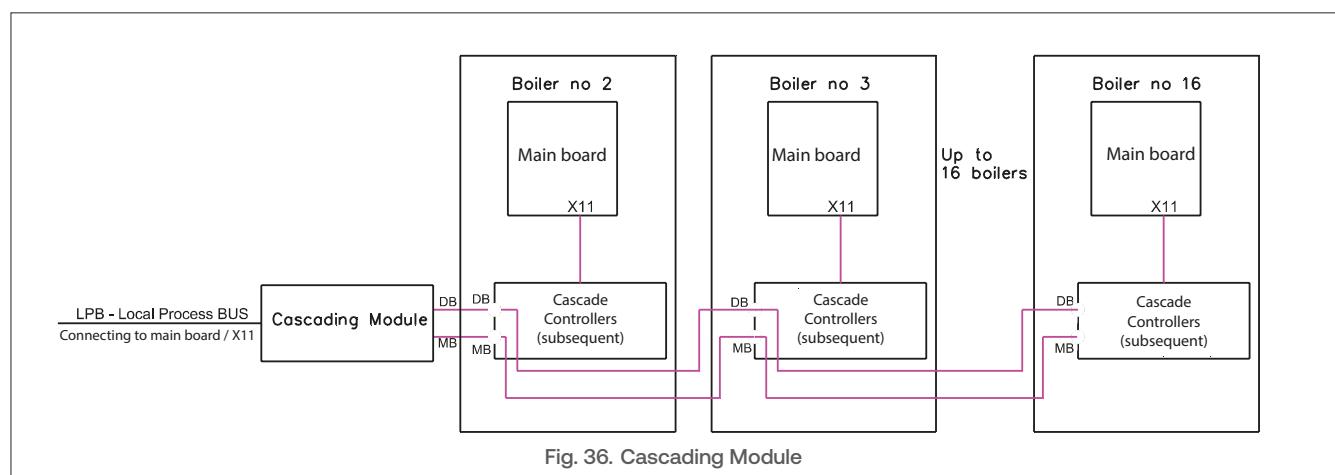 Boiler no 2
Main board
X11
Boiler no 3
Main board
X11
Up to
16 boilers
Boiler no 16
Main board
X11
LPB - Local Process BUS
Connecting to main board / X11
Cascading Module
DB
MB
DB
MB
Cascade
Controllers
(subsequent)
DB
MB
Cascade
Controllers
(subsequent)
DB
MB
Cascade
Controllers
(subsequent)
Fig. 36. Cascading Module